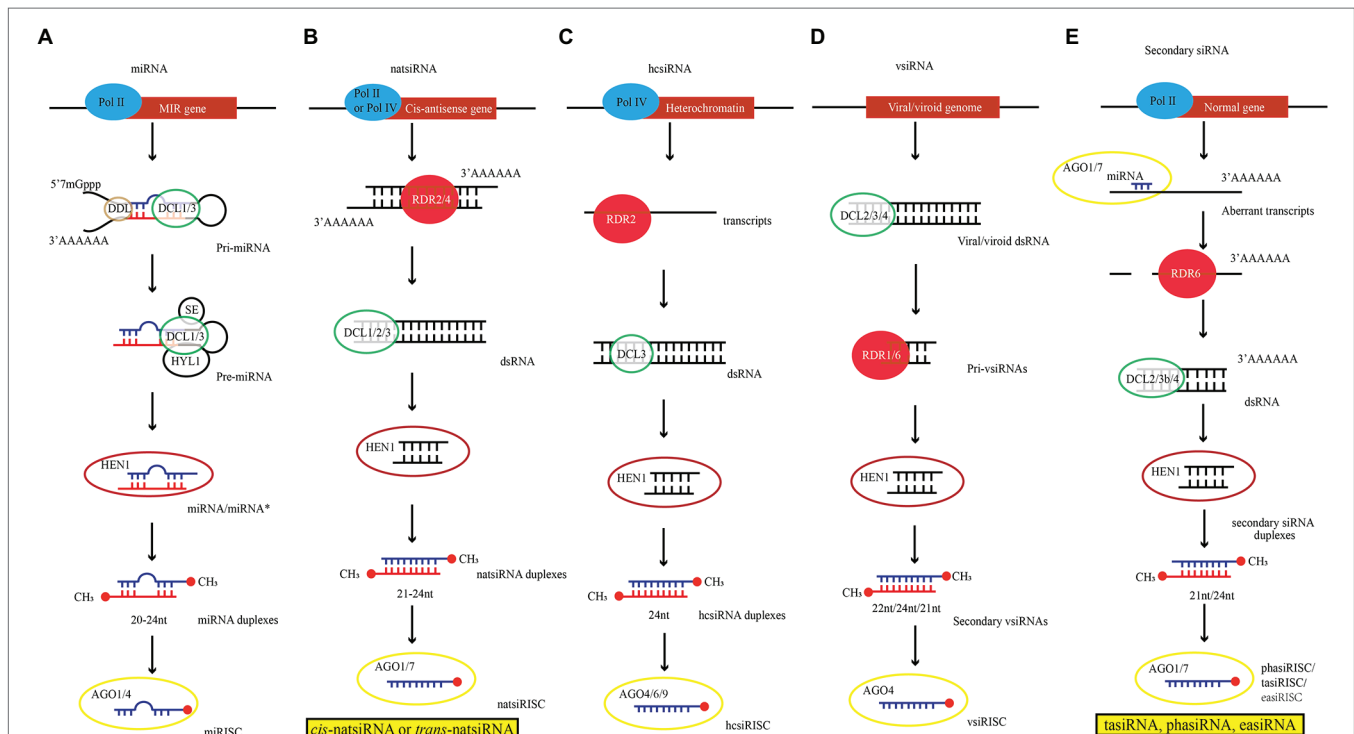 A
miRNA
Pol II
MIR gene
5'7mGppp
DDL
DCL1/3
3'AAAAAA
Pri-miRNA
SE
DCL1/3
HYL1
Pre-miRNA
HEN1
miRNA/miRNA*
CH₃
CH₃
20-24nt
miRNA duplexes
AGO1/4
miRISC
B
natsiRNA
Pol II
or Pol IV
Cis-antisense gene
3'AAAAAA
RDR2/4
3'AAAAAA
DCL1/2/3
dsRNA
HEN1
CH₃
CH₃
natsiRNA duplexes
21-24nt
AGO1/7
natsiRISC
cis-natsiRNA or trans-natsiRNA
C
hcsiRNA
Pol IV
Heterochromatin
RDR2
transcripts
DCL3
dsRNA
HEN1
CH₃
CH₃
24nt
hcsiRNA duplexes
AGO4/6/9
hcsiRISC
D
vsiRNA
Viral/viroid genome
DCL2/3/4
Viral/viroid dsRNA
RDR1/6
Pri-vsiRNAs
HEN1
CH₃
CH₃
22nt/24nt/21nt
Secondary vsiRNAs
AGO4
vsiRISC
E
Secondary siRNA
Pol II
Normal gene
AGO1/7
miRNA
3'AAAAAA
Aberrant transcripts
3'AAAAAA
RDR6
3'AAAAAA
DCL2/3b/4
dsRNA
HEN1
secondary siRNA
duplexes
CH₃
CH₃
21nt/24nt
AGO1/7
phasiRISC/
tasiRISC/
easiRISC
tasiRNA, phasiRNA, easiRNA